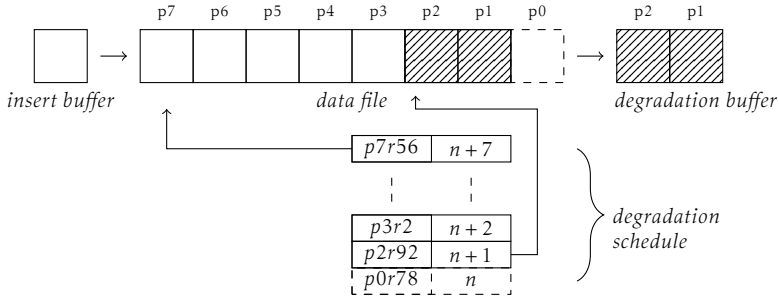 p7 p6 p5 p4 p3 p2 p1 p0 p2 p1
insert buffer data file degradation buffer
p7r56 n + 7
p3r2 n + 2
p2r92 n + 1
p0r78 n
degradation
schedule